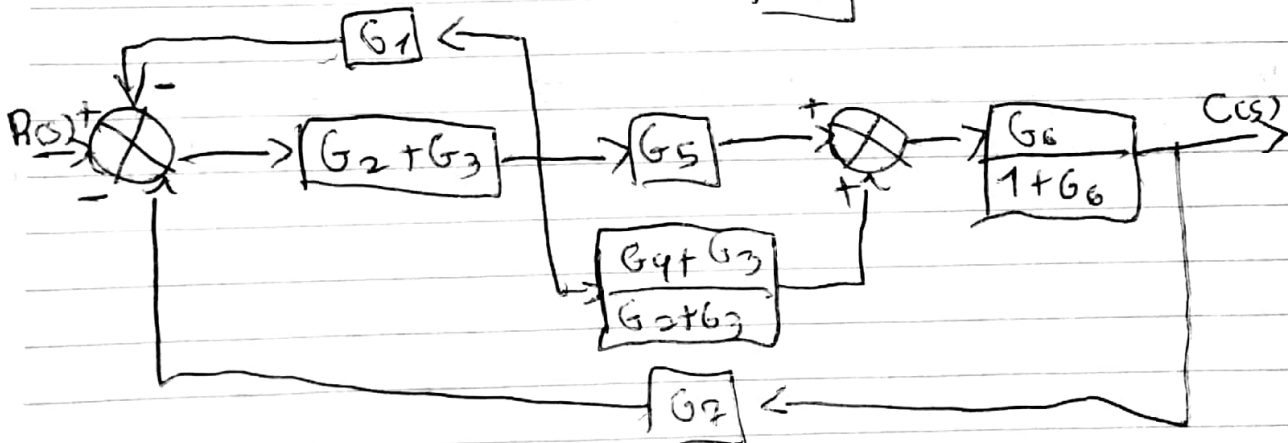 G1
-
R(s) +
G2 + G3
G5
+
G6
1 + G6
C(s)
-
+
G4 + G3
G2 + G3
G7